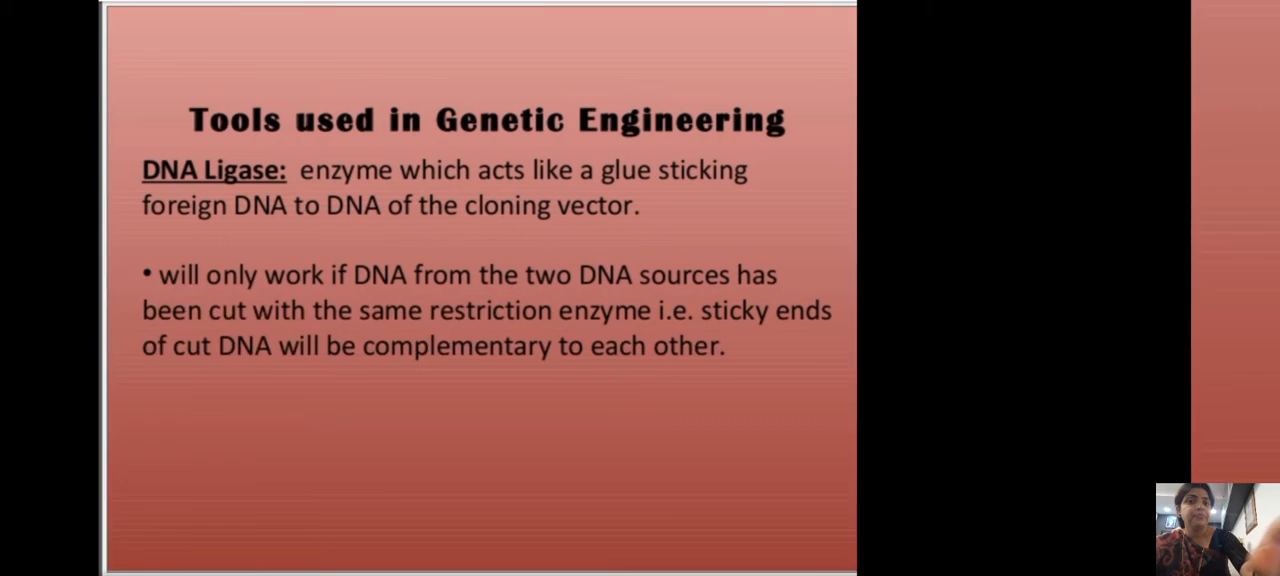 Tools used in Genetic Engineering
DNA Ligase: enzyme which acts like a glue sticking
foreign DNA to DNA of the cloning vector.
• will only work if DNA from the two DNA sources has
been cut with the same restriction enzyme i.e. sticky ends
of cut DNA will be complementary to each other.